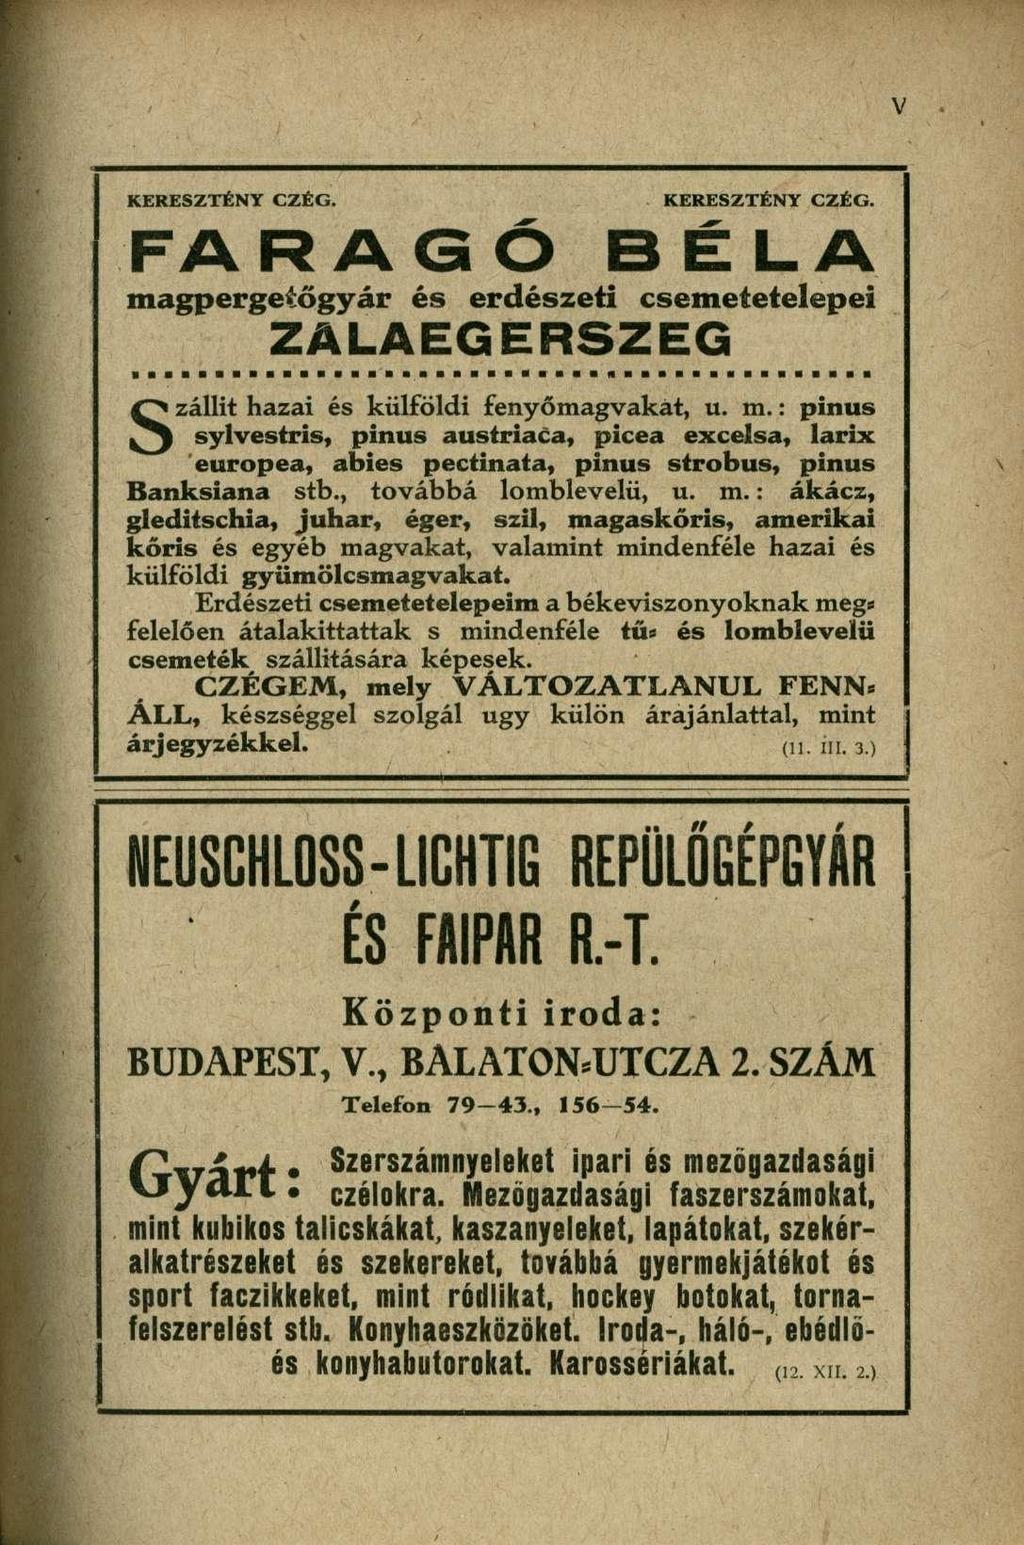 V
KERESZTÉNY CZÉG. KERESZTÉNY CZÉG.
FARAGÓ BÉLA
magpergetőgyár és erdészeti csemetetelepei
ZALAEGERSZEG
Szállit hazai és külföldi fenyőmagvakat, u. m.: pinus
sylvestris, pinus austriaca, picea excelsa, larix
europea, abies pectinata, pinus strobus, pinus
Banksiana stb., továbbá lomblevelü, u. m.: ákácz,
gleditschia, juhar, éger, szil, magaskőris, amerikai
kőris és egyéb magvakat, valamint mindenféle hazai és
külföldi gyümölcsmagvakat.
Erdészeti csemetetelepeim a békeviszonyoknak meg-
felelően átalakittattak s mindenféle tű- és lomblevelü
csemeték szállitására képesek.
CZÉGEM, mely VÁLTOZATLANUL FENN-
ÁLL, készséggel szolgál ugy külön árajánlattal, mint
árjegyzékkel. (11. III. 3.)
NEUSCHLOSS-LICHTIG REPÜLŐGÉPGYÁR
ÉS FAIPAR R.-T.
Központi iroda:
BUDAPEST, V., BALATON-UTCZA 2. SZÁM
Telefon 79—43., 156—54.
Gyárt: Szerszámnyeleket ipari és mezőgazdasági
czélokra. Mezőgazdasági faszerszámokat,
mint kubikos talicskákat, kaszanyeleket, lapátokat, szekér-
alkatrészeket és szekereket, továbbá gyermekjátékot és
sport faczikkeket, mint ródlikat, hockey botokat, torna-
felszerelést stb. Konyhaeszközöket. Iroda-, háló-, ebédlő-
és konyhabutorokat. Karossériákat. (12. XII. 2.)